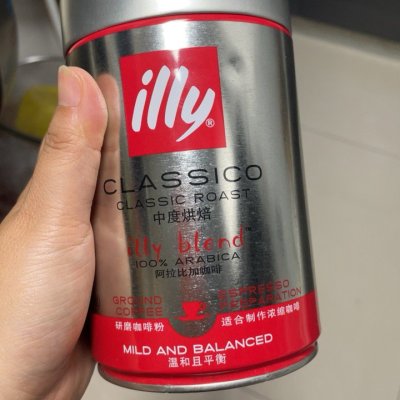 illy®
CLASSICO
CLASSIC ROAST
中度烘焙
illy blend™
100% ARABICA
阿拉比加咖啡
GROUND
COFFEE
研磨咖啡粉
ESPRESSO
PREPARATION
适合制作浓缩咖啡
MILD AND BALANCED
温和且平衡